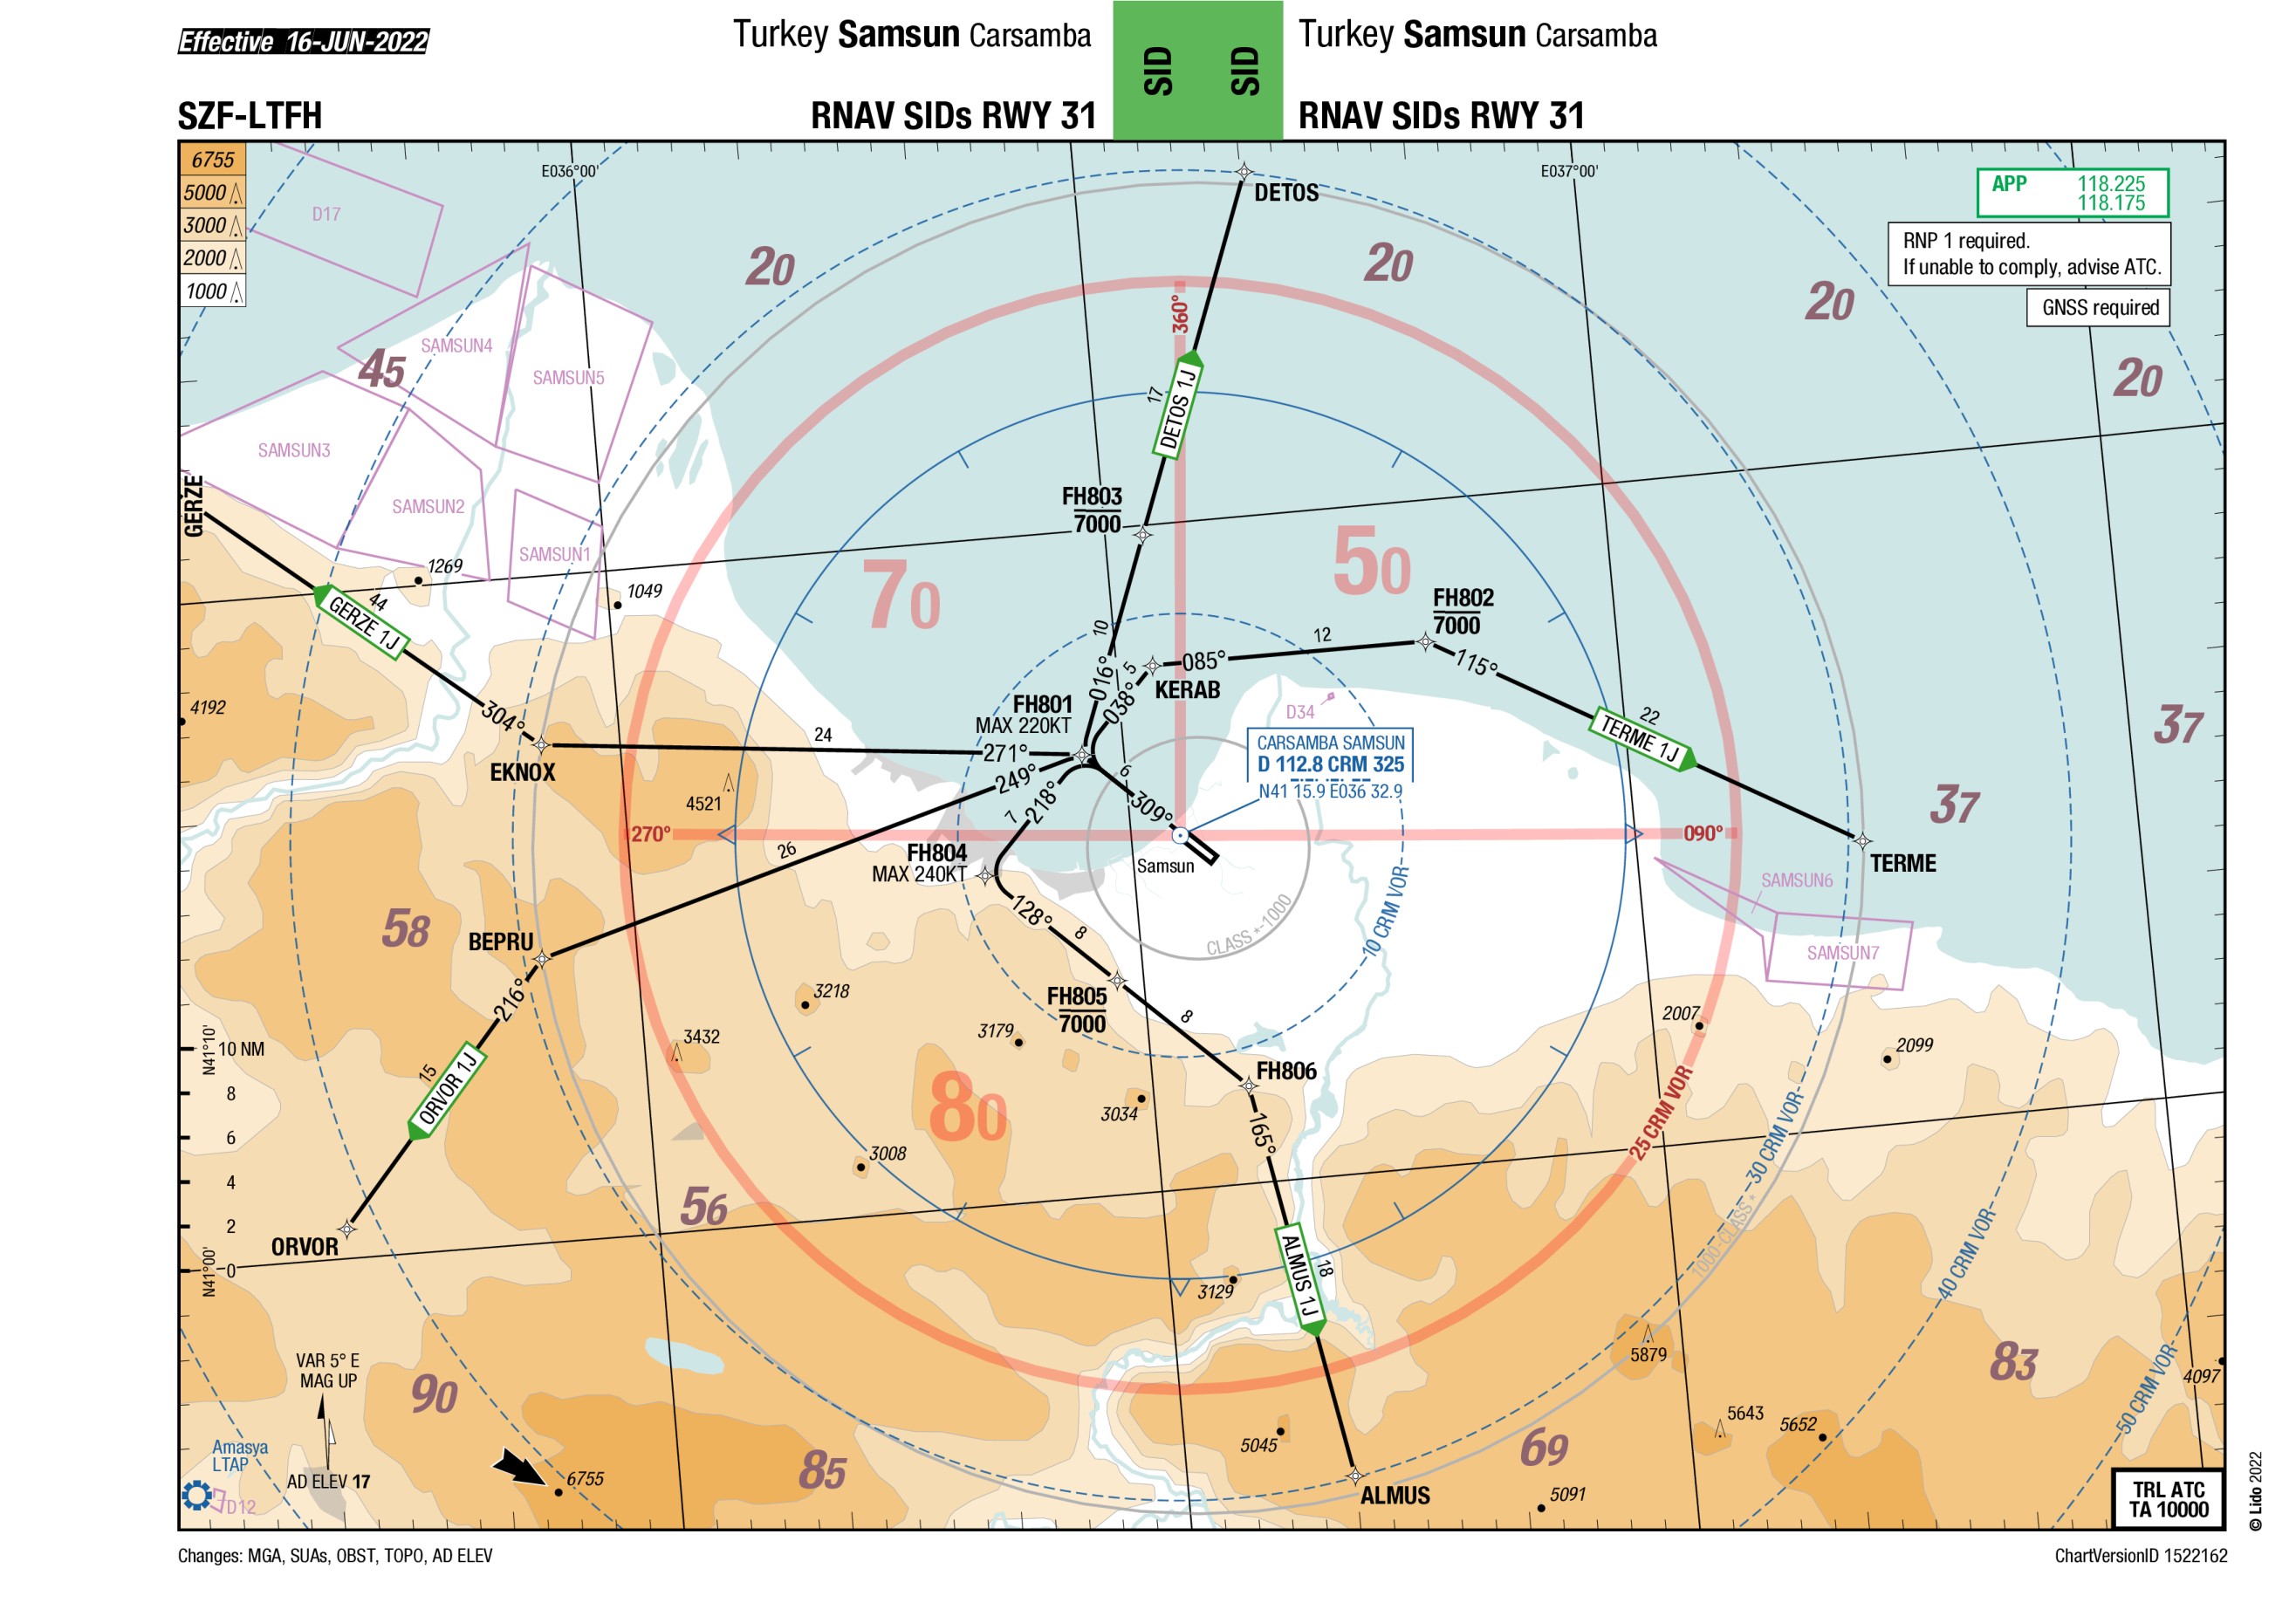 Effective 16-JUN-2022
Turkey Samsun Carsamba
SID
SID
Turkey Samsun Carsamba
SZF-LTFH
RNAV SIDs RWY 31
RNAV SIDs RWY 31
6755
5000
3000
2000
1000
E036°00'
E037°00'
DETOS
APP 118.225
118.175
RNP 1 required.
If unable to comply, advise ATC.
GNSS required
D17
20
20
20
20
360°
45
SAMSUN4
SAMSUN5
SAMSUN3
SAMSUN2
SAMSUN1
GERZE
17
DETOS 1J
FH803
7000
70
50
1269
1049
44
GERZE 1J
FH802
7000
10
016°
5
038°
085°
12
115°
KERAB
4192
304°
EKNOX
24
271°
FH801
MAX 220KT
249°
218°
7
6
309°
D34
CARSAMBA SAMSUN
D 112.8 CRM 325
N41 15.9 E036 32.9
22
TERME 1J
37
37
4521
270°
090°
TERME
26
FH804
MAX 240KT
Samsun
CLASS *-1000
10 CRM VOR
SAMSUN6
SAMSUN7
58
BEPRU
216°
128°
8
FH805
7000
8
3218
3432
3179
2007
2099
N41°10'
10 NM
8
6
4
2
0
N41°00'
15
ORVOR 1J
80
3034
FH806
165°
3008
25 CRM VOR
30 CRM VOR
1000-CLASS *
40 CRM VOR
50 CRM VOR
56
ORVOR
ALMUS 1J
18
3129
5879
83
4097
VAR 5° E
MAG UP
90
Amasya
LTAP
D12
AD ELEV 17
6755
85
5045
69
5643
5652
5091
ALMUS
TRL ATC
TA 10000
© Lido 2022
Changes: MGA, SUAs, OBST, TOPO, AD ELEV
ChartVersionID 1522162